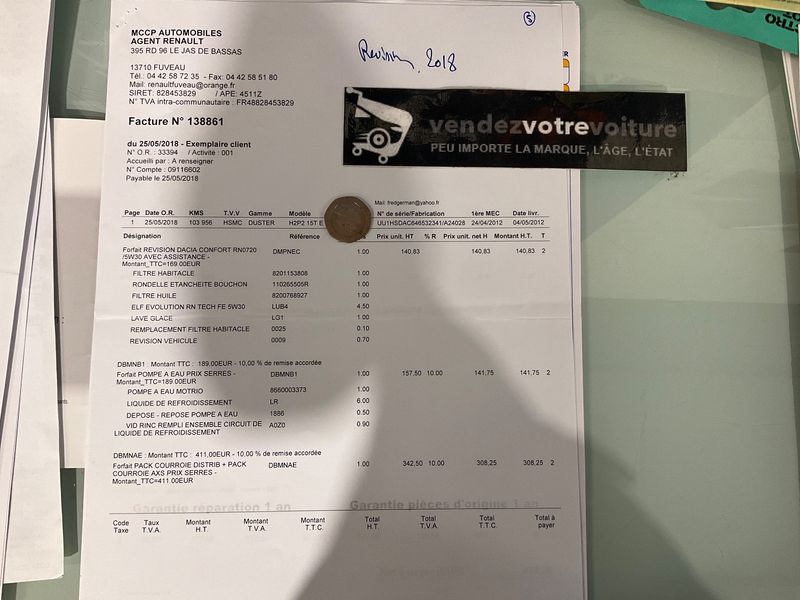 MCCP AUTOMOBILES
AGENT RENAULT
395 RD 96 LE JAS DE BASSAS
Revision 2018
13710 FUVEAU
Tél.: 04 42 58 72 35 - Fax: 04 42 58 51 80
Mail: renaultfuveau@orange.fr
SIRET: 828453829 / APE: 4511Z
N° TVA intra-communautaire : FR48828453829
Facture N° 138861
vendezvotrevoiture
PEU IMPORTE LA MARQUE, L'ÂGE, L'ÉTAT
du 25/05/2018 - Exemplaire client
N° O.R. : 33394 / Activité : 001
Accueilli par : A renseigner
N° Compte : 09116602
Payable le 25/05/2018
Mail: fredgerman@yahoo.fr
Page Date O.R. KMS T.V.V Gamme Modèle N° de série/Fabrication 1ère MEC Date livr.
1 25/05/2018 103 956 HSMC DUSTER H2P2 15T E UU1HSDAC646532341/A24028 24/04/2012 04/05/2012
Désignation Référence Prix unit. HT % R Prix unit. net H Montant H.T. T
Forfait REVISION DACIA CONFORT RN0720 DMPNEC 1.00 140,83 140,83 140,83 2
/5W30 AVEC ASSISTANCE -
Montant_TTC=169.00EUR
FILTRE HABITACLE 8201153808 1.00
RONDELLE ETANCHEITE BOUCHON 110265505R 1.00
FILTRE HUILE 8200768927 1.00
ELF EVOLUTION RN TECH FE 5W30 LUB4 4.50
LAVE GLACE LG1 1.00
REMPLACEMENT FILTRE HABITACLE 0025 0.10
REVISION VEHICULE 0009 0.70
DBMNB1 : Montant TTC : 189,00EUR - 10,00 % de remise accordée
Forfait POMPE A EAU PRIX SERRES - DBMNB1 1.00 157,50 10.00 141,75 141,75 2
Montant_TTC=189.00EUR
POMPE A EAU MOTRIO 8660003373 1.00
LIQUIDE DE REFROIDISSEMENT LR 6.00
DEPOSE - REPOSE POMPE A EAU 1886 0.50
VID RINC REMPLI ENSEMBLE CIRCUIT DE A0Z0 0.90
LIQUIDE DE REFROIDISSEMENT
DBMNAE : Montant TTC : 411,00EUR - 10,00 % de remise accordée
Forfait PACK COURROIE DISTRIB + PACK DBMNAE 1.00 342,50 10.00 308,25 308,25 2
COURROIE AXS PRIX SERRES -
Montant_TTC=411.00EUR
Garantie réparation 1 an Garantie pièces d'origine 1 an
Code Taux Montant Montant Montant Total Total Total Total à
Taxe T.V.A. H.T. T.V.A. T.T.C. H.T. T.V.A. T.T.C. payer